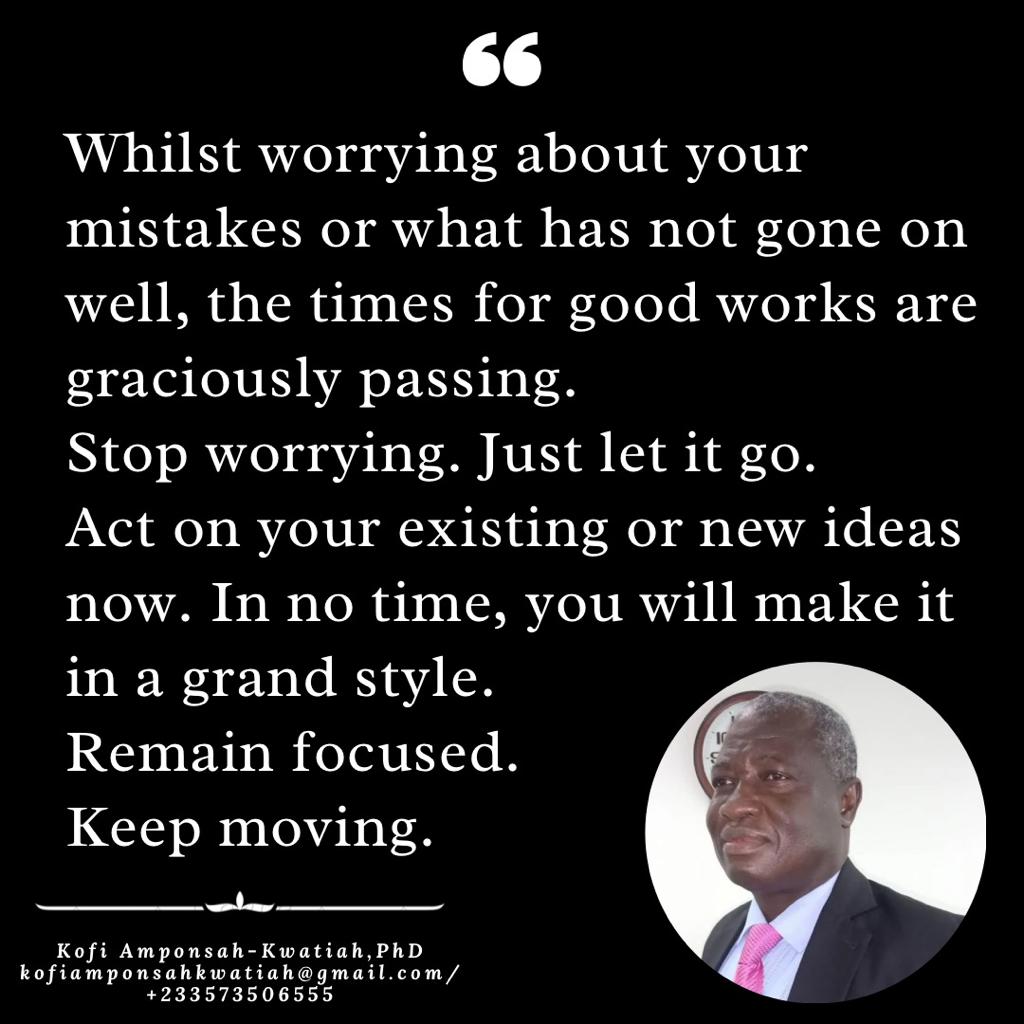 “
Whilst worrying about your
mistakes or what has not gone on
well, the times for good works are
graciously passing.
Stop worrying. Just let it go.
Act on your existing or new ideas
now. In no time, you will make it
in a grand style.
Remain focused.
Keep moving.
Kofi Amponsah-Kwatiah,PhD
kofiamponsahkwatiah@gmail.com/
+233573506555